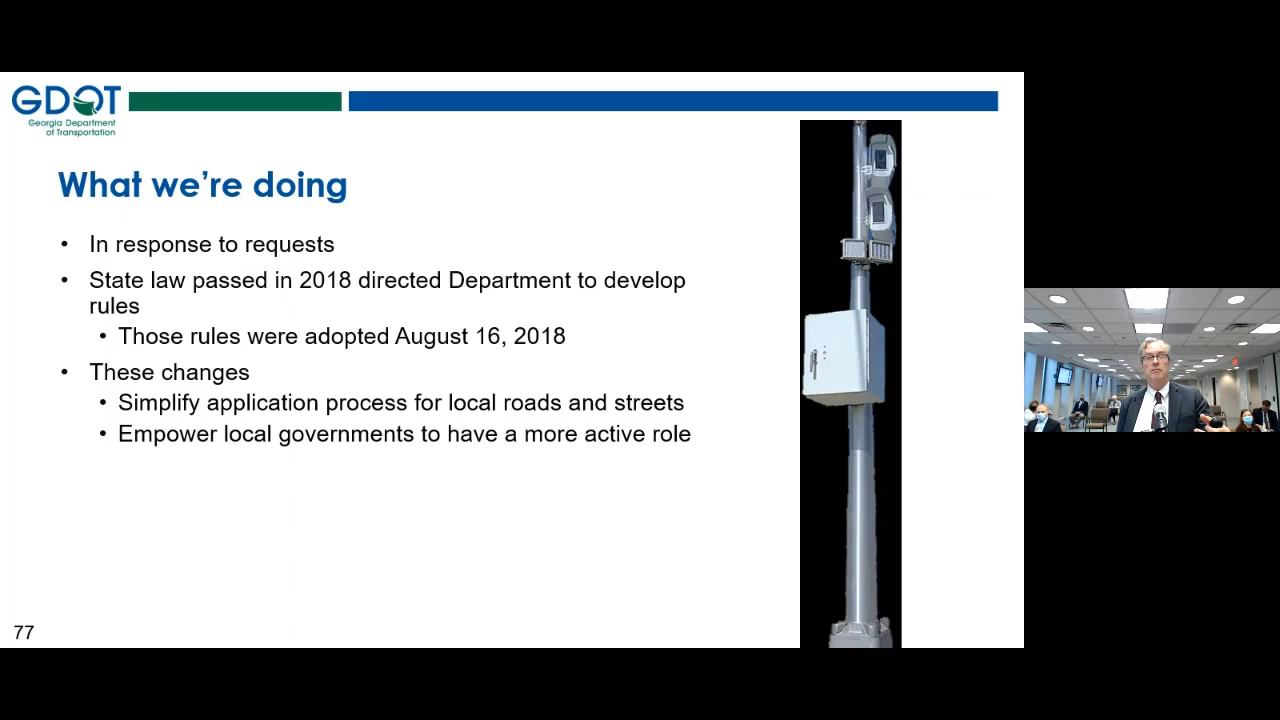 GDOT
Georgia Department
of Transportation
What we're doing
• In response to requests
• State law passed in 2018 directed Department to develop
rules
• Those rules were adopted August 16, 2018
• These changes
• Simplify application process for local roads and streets
• Empower local governments to have a more active role
77